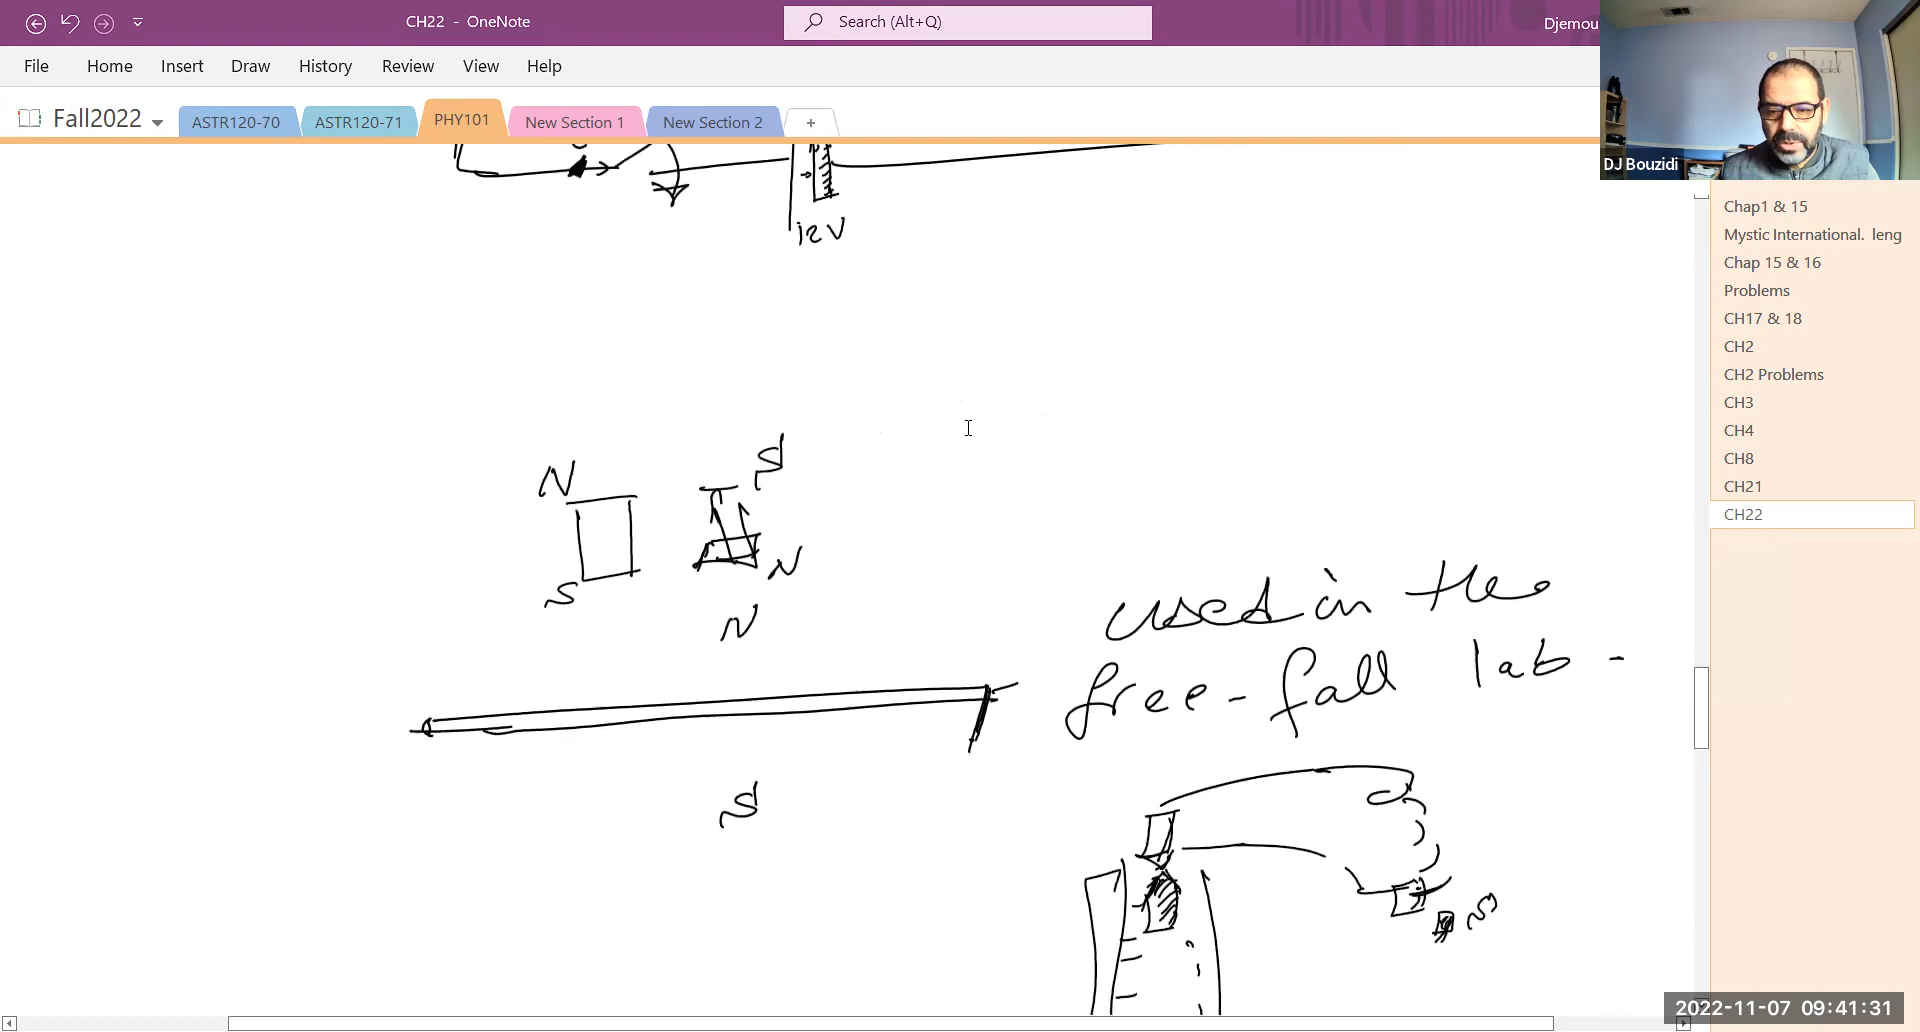 CH22 - OneNote
Search (Alt+Q)
Djemou
File Home Insert Draw History Review View Help
Fall2022 ASTR120-70 ASTR120-71 PHY101 New Section 1 New Section 2 +
DJ Bouzidi
Chap1 & 15
Mystic International. leng
Chap 15 & 16
Problems
CH17 & 18
CH2
CH2 Problems
CH3
CH4
CH8
CH21
CH22
12V
N S
S N
N
used in the
free-fall lab -
S
S
2022-11-07 09:41:31